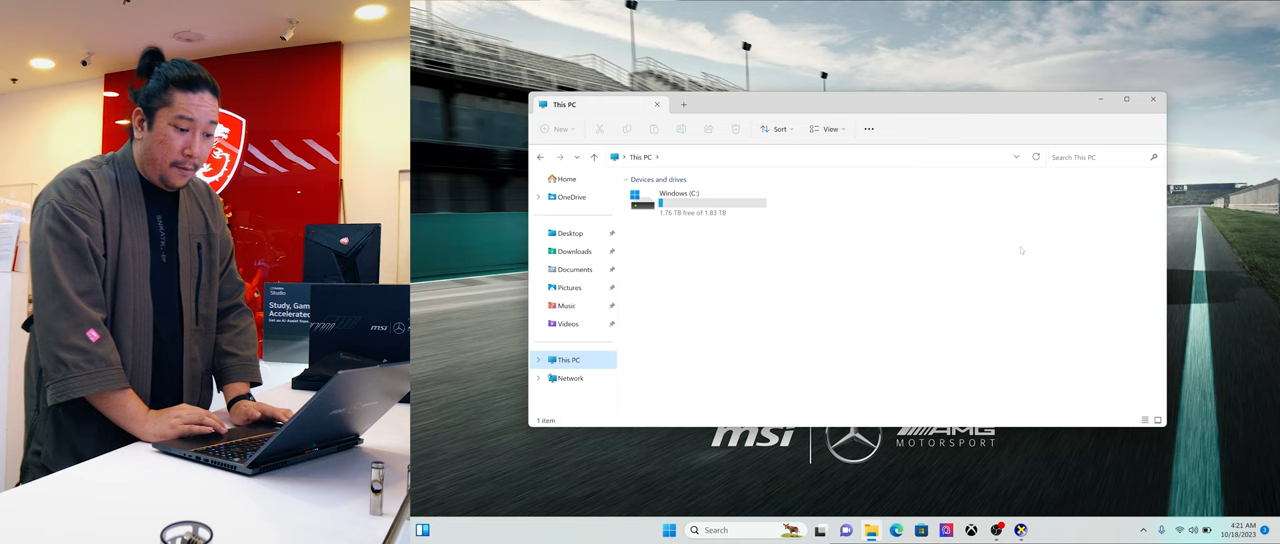 Studio
Study, Gam
Accelerated
msi
This PC
New
Sort
View
This PC
Search This PC
Home
OneDrive
Desktop
Downloads
Documents
Pictures
Music
Videos
This PC
Network
Devices and drives
Windows (C:)
1.76 TB free of 1.83 TB
1 item
msi
AMG
MOTORSPORT
Search
4:21 AM
10/18/2023